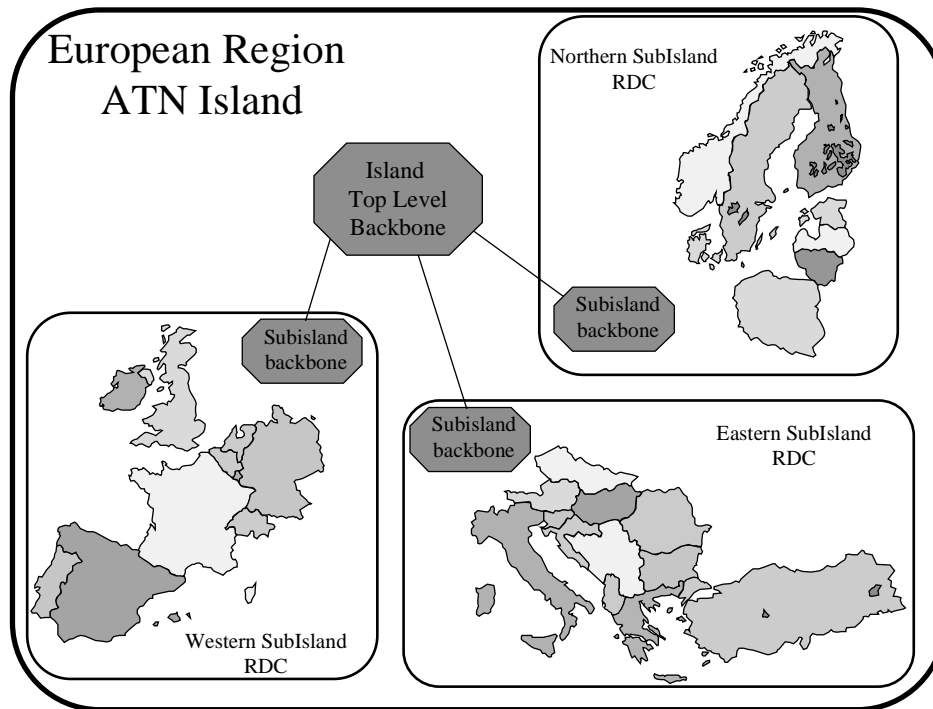 European Region
ATN Island
Northern SubIsland
RDC
Island
Top Level
Backbone
Subisland
backbone
Subisland
backbone
Subisland
backbone
Eastern SubIsland
RDC
Western SubIsland
RDC